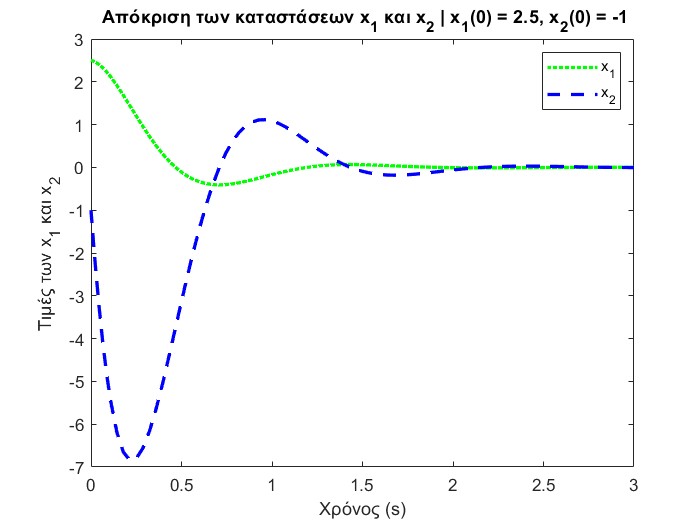 Απόκριση των καταστάσεων x₁ και x₂ | x₁(0) = 2.5, x₂(0) = -1
x₁
x₂
3
2
1
0
-1
-2
-3
-4
-5
-6
-7
Τιμές των x₁ και x₂
0 0.5 1 1.5 2 2.5 3
Χρόνος (s)